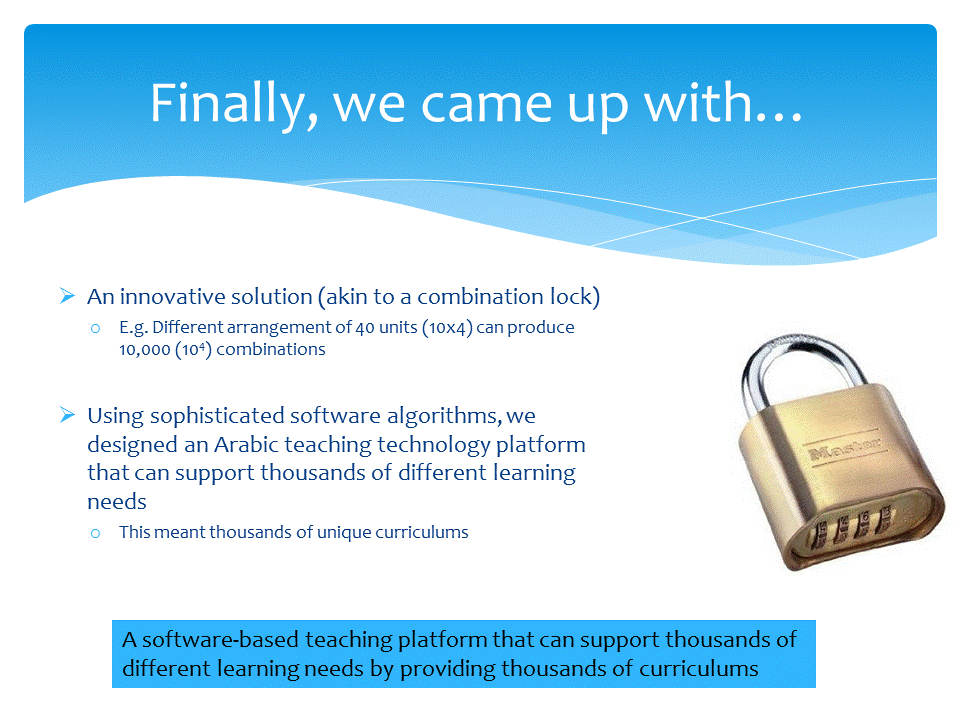 Finally, we came up with…
An innovative solution (akin to a combination lock)
E.g. Different arrangement of 40 units (10x4) can produce
10,000 (10⁴) combinations
Using sophisticated software algorithms, we
designed an Arabic teaching technology platform
that can support thousands of different learning
needs
This meant thousands of unique curriculums
Master
A software-based teaching platform that can support thousands of
different learning needs by providing thousands of curriculums